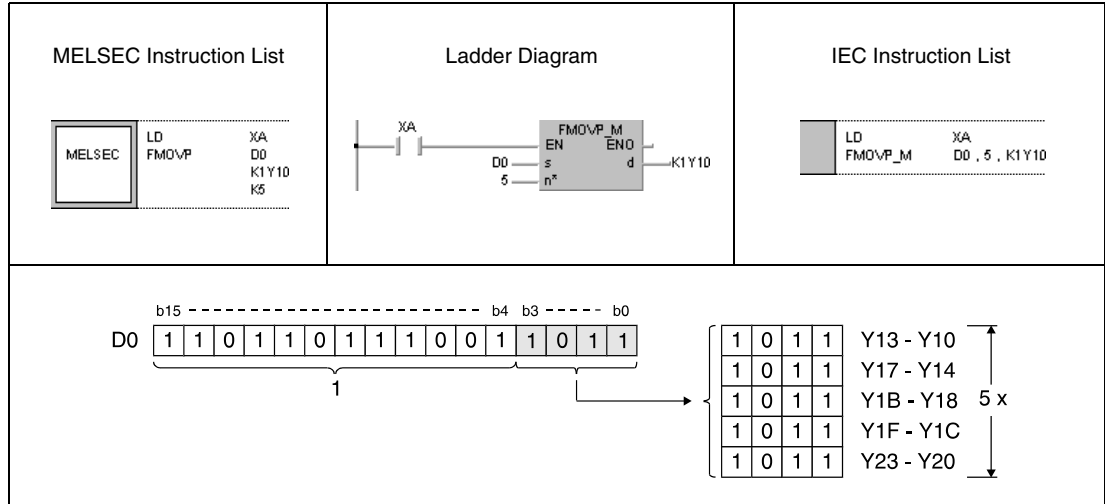 MELSEC Instruction List
Ladder Diagram
IEC Instruction List
MELSEC
LD XA
FMOVP D0
K1Y10
K5
XA
FMOVP_M
EN ENO
D0 s d K1Y10
5 n*
LD XA
FMOVP_M D0 , 5 , K1Y10
b15 b4 b3 b0
D0 1 1 0 1 1 0 1 1 1 0 0 1 1 0 1 1
1
1 0 1 1 Y13 - Y10
1 0 1 1 Y17 - Y14
1 0 1 1 Y1B - Y18 5 x
1 0 1 1 Y1F - Y1C
1 0 1 1 Y23 - Y20